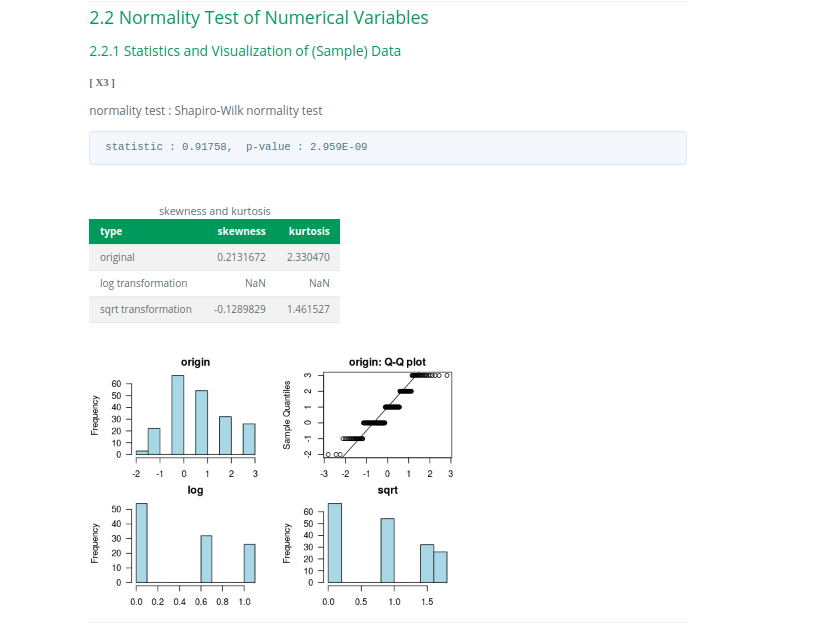 2.2 Normality Test of Numerical Variables
2.2.1 Statistics and Visualization of (Sample) Data
[ X3 ]
normality test : Shapiro-Wilk normality test
statistic : 0.91758, p-value : 2.959E-09
skewness and kurtosis
type skewness kurtosis
original 0.2131672 2.330470
log transformation NaN NaN
sqrt transformation -0.1289829 1.461527
origin
Frequency
60
50
40
30
20
10
0
-2 -1 0 1 2 3
origin: Q-Q plot
Sample Quantiles
3
2
1
0
-1
-2
-3 -2 -1 0 1 2 3
log
Frequency
50
40
30
20
10
0
0.0 0.2 0.4 0.6 0.8 1.0
sqrt
Frequency
60
50
40
30
20
10
0
0.0 0.5 1.0 1.5